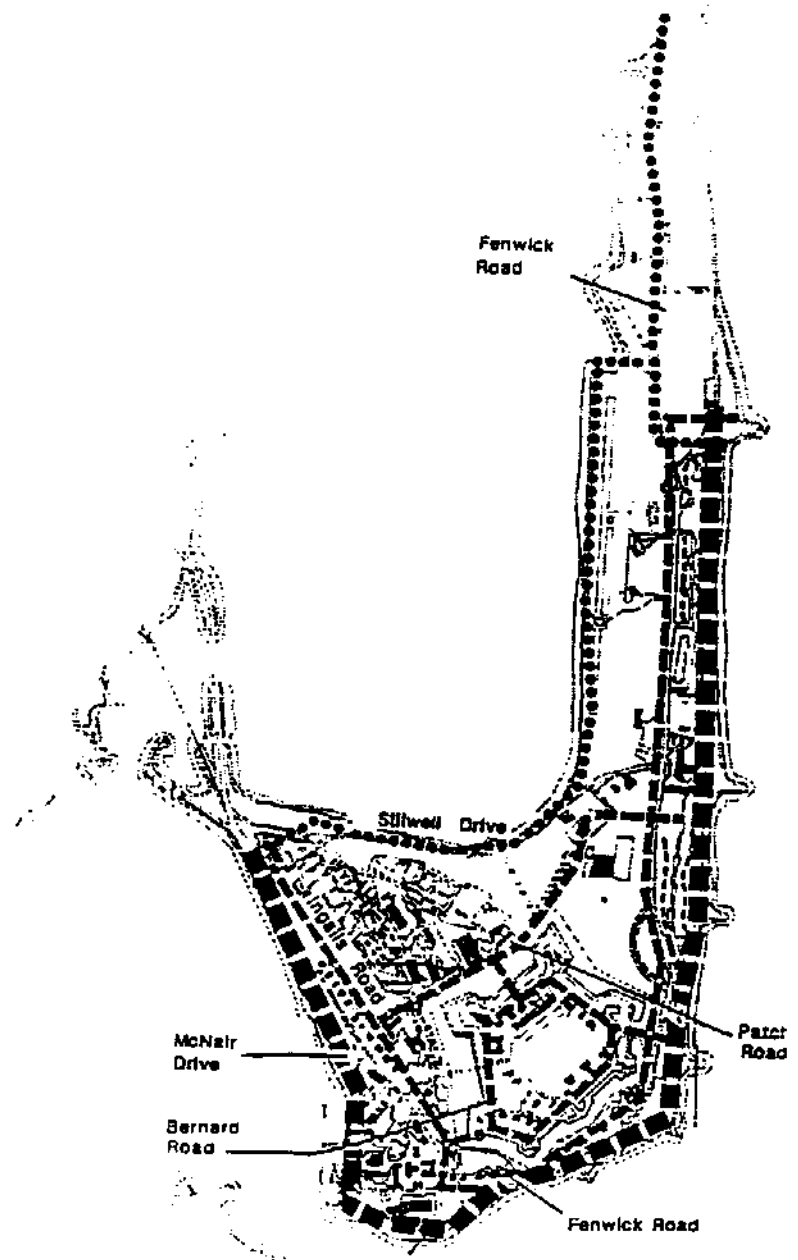 Fenwick
Road
Stilwell Drive
Ingalls Road
McNair
Drive
Patch
Road
Bernard
Road
Fenwick Road